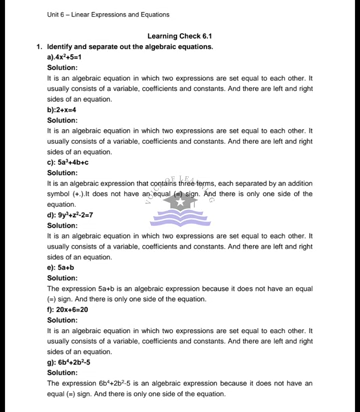 Unit 6 – Linear Expressions and Equations
Learning Check 6.1
1. Identify and separate out the algebraic equations.
a).4x²+5=1
Solution:
It is an algebraic equation in which two expressions are set equal to each other. It
usually consists of a variable, coefficients and constants. And there are left and right
sides of an equation.
b):2+x=4
Solution:
It is an algebraic equation in which two expressions are set equal to each other. It
usually consists of a variable, coefficients and constants. And there are left and right
sides of an equation.
c): 5a³+4b+c
Solution:
It is an algebraic expression that contains three terms, each separated by an addition
symbol (+.).It does not have an equal (=) sign. And there is only one side of the
equation.
d): 9y³+z²-2=7
Solution:
It is an algebraic equation in which two expressions are set equal to each other. It
usually consists of a variable, coefficients and constants. And there are left and right
sides of an equation.
e): 5a+b
Solution:
The expression 5a+b is an algebraic expression because it does not have an equal
(=) sign. And there is only one side of the equation.
f): 20x+6=20
Solution:
It is an algebraic equation in which two expressions are set equal to each other. It
usually consists of a variable, coefficients and constants. And there are left and right
sides of an equation.
g): 6b⁴+2b²-5
Solution:
The expression 6b⁴+2b²-5 is an algebraic expression because it does not have an
equal (=) sign. And there is only one side of the equation.